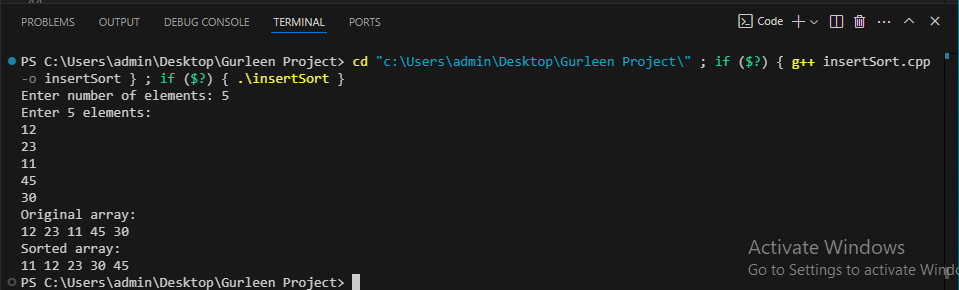 PROBLEMS OUTPUT DEBUG CONSOLE TERMINAL PORTS Code
PS C:\Users\admin\Desktop\Gurleen Project> cd "c:\Users\admin\Desktop\Gurleen Project\" ; if ($?) { g++ insertSort.cpp
-o insertSort } ; if ($?) { .\insertSort }
Enter number of elements: 5
Enter 5 elements:
12
23
11
45
30
Original array:
12 23 11 45 30
Sorted array:
11 12 23 30 45
PS C:\Users\admin\Desktop\Gurleen Project>
Activate Windows
Go to Settings to activate Wind